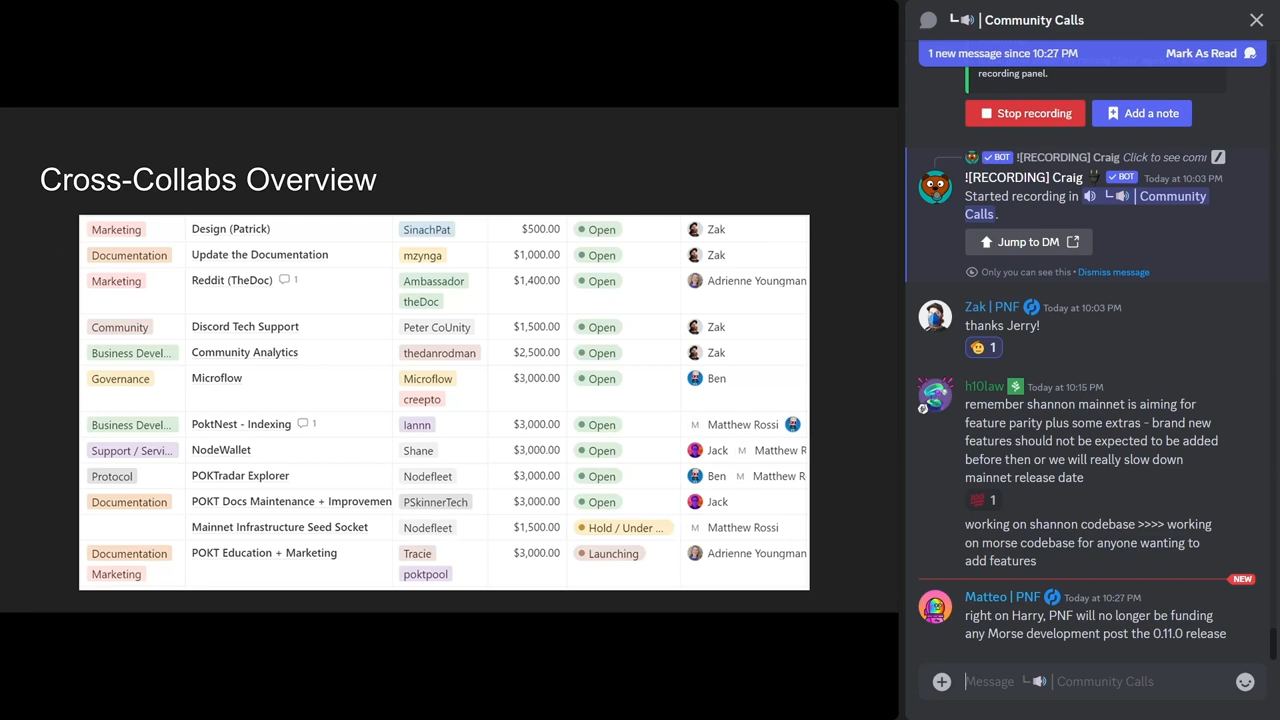 Cross-Collabs Overview
Marketing Design (Patrick) SinachPat $500.00 Open Zak
Documentation Update the Documentation mzynga $1,000.00 Open Zak
Marketing Reddit (TheDoc) 1 Ambassador $1,400.00 Open Adrienne Youngman
theDoc
Community Discord Tech Support Peter CoUnity $1,500.00 Open Zak
Business Devel... Community Analytics thedanrodman $2,500.00 Open Zak
Governance Microflow Microflow $3,000.00 Open Ben
creepto
Business Devel... PoktNest - Indexing 1 Iannn $3,000.00 Open M Matthew Rossi
Support / Servi... NodeWallet Shane $3,000.00 Open Jack M Matthew R
Protocol POKTradar Explorer Nodefleet $3,000.00 Open Ben M Matthew R
Documentation POKT Docs Maintenance + Improvemen PSkinnerTech $3,000.00 Open Jack
Mainnet Infrastructure Seed Socket Nodefleet $1,500.00 Hold / Under ... M Matthew Rossi
Documentation POKT Education + Marketing Tracie $3,000.00 Launching Adrienne Youngman
Marketing poktpool
| Community Calls
1 new message since 10:27 PM Mark As Read
recording panel.
Stop recording Add a note
BOT ![RECORDING] Craig Click to see comi
![RECORDING] Craig BOT Today at 10:03 PM
Started recording in | Community
Calls.
Jump to DM
Only you can see this • Dismiss message
Zak | PNF Today at 10:03 PM
thanks Jerry!
1
h10law Today at 10:15 PM
remember shannon mainnet is aiming for
feature parity plus some extras - brand new
features should not be expected to be added
before then or we will really slow down
mainnet release date
1
working on shannon codebase >>>> working
on morse codebase for anyone wanting to
add features
NEW
Matteo | PNF Today at 10:27 PM
right on Harry, PNF will no longer be funding
any Morse development post the 0.11.0 release
Message | Community Calls